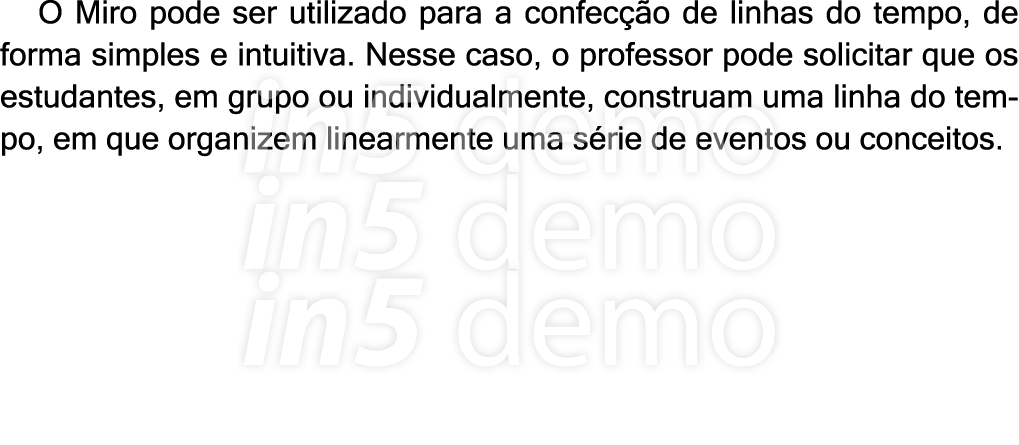 O Miro pode ser utilizado para a confecção de linhas do tempo, de
forma simples e intuitiva. Nesse caso, o professor pode solicitar que os
estudantes, em grupo ou individualmente, construam uma linha do tem-
po, em que organizem linearmente uma série de eventos ou conceitos.
in5 demo
in5 demo
in5 demo